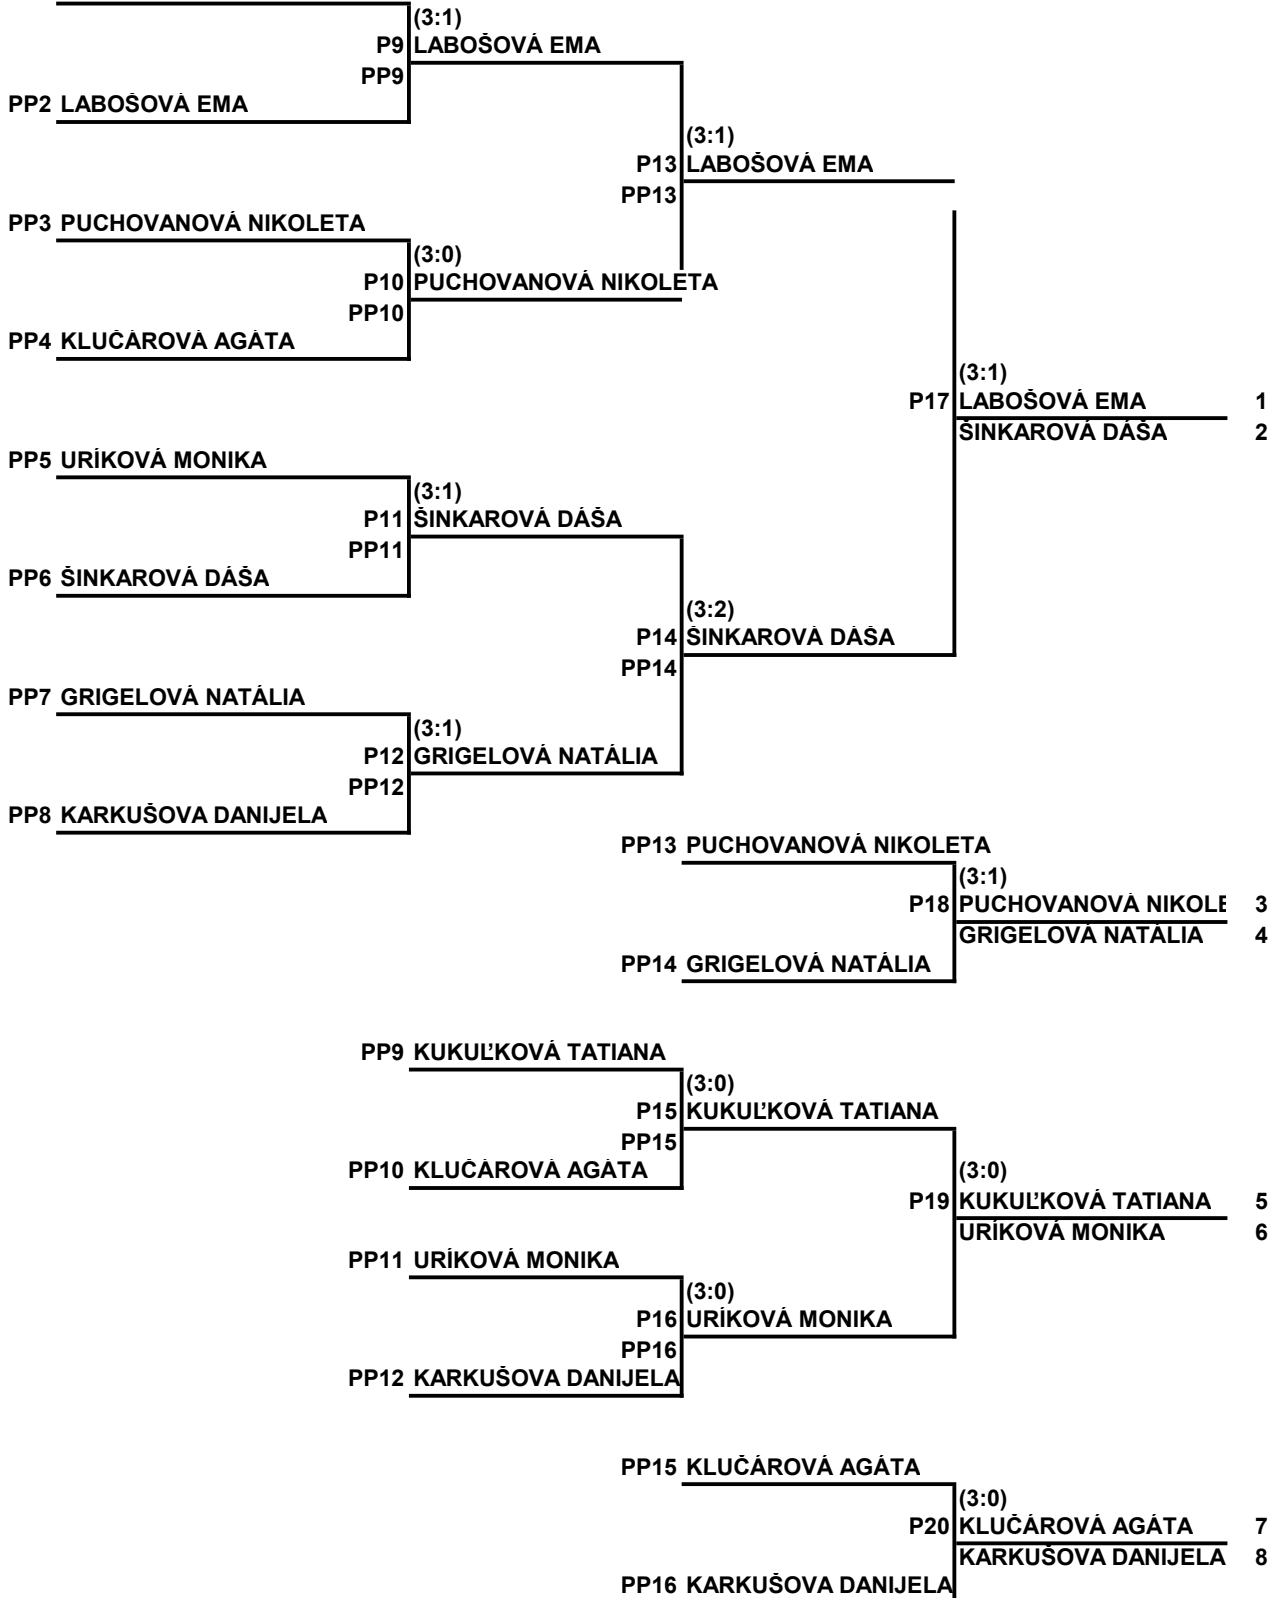 (3:1)
P9 LABOŠOVÁ EMA
PP9
PP2 LABOŠOVÁ EMA
(3:1)
P13 LABOŠOVÁ EMA
PP13
PP3 PUCHOVANOVÁ NIKOLETA
(3:0)
P10 PUCHOVANOVÁ NIKOLETA
PP10
PP4 KLUČÁROVÁ AGÁTA
(3:1)
P17 LABOŠOVÁ EMA 1
ŠINKAROVÁ DÁŠA 2
PP5 URÍKOVÁ MONIKA
(3:1)
P11 ŠINKAROVÁ DÁŠA
PP11
PP6 ŠINKAROVÁ DÁŠA
(3:2)
P14 ŠINKAROVÁ DÁŠA
PP14
PP7 GRIGELOVÁ NATÁLIA
(3:1)
P12 GRIGELOVÁ NATÁLIA
PP12
PP8 KARKUŠOVA DANIJELA
PP13 PUCHOVANOVÁ NIKOLETA
(3:1)
P18 PUCHOVANOVÁ NIKOLE 3
GRIGELOVÁ NATÁLIA 4
PP14 GRIGELOVÁ NATÁLIA
PP9 KUKUĽKOVÁ TATIANA
(3:0)
P15 KUKUĽKOVÁ TATIANA
PP15
PP10 KLUČÁROVÁ AGÁTA
(3:0)
P19 KUKUĽKOVÁ TATIANA 5
URÍKOVÁ MONIKA 6
PP11 URÍKOVÁ MONIKA
(3:0)
P16 URÍKOVÁ MONIKA
PP16
PP12 KARKUŠOVA DANIJELA
PP15 KLUČÁROVÁ AGÁTA
(3:0)
P20 KLUČÁROVÁ AGÁTA 7
KARKUŠOVA DANIJELA 8
PP16 KARKUŠOVA DANIJELA